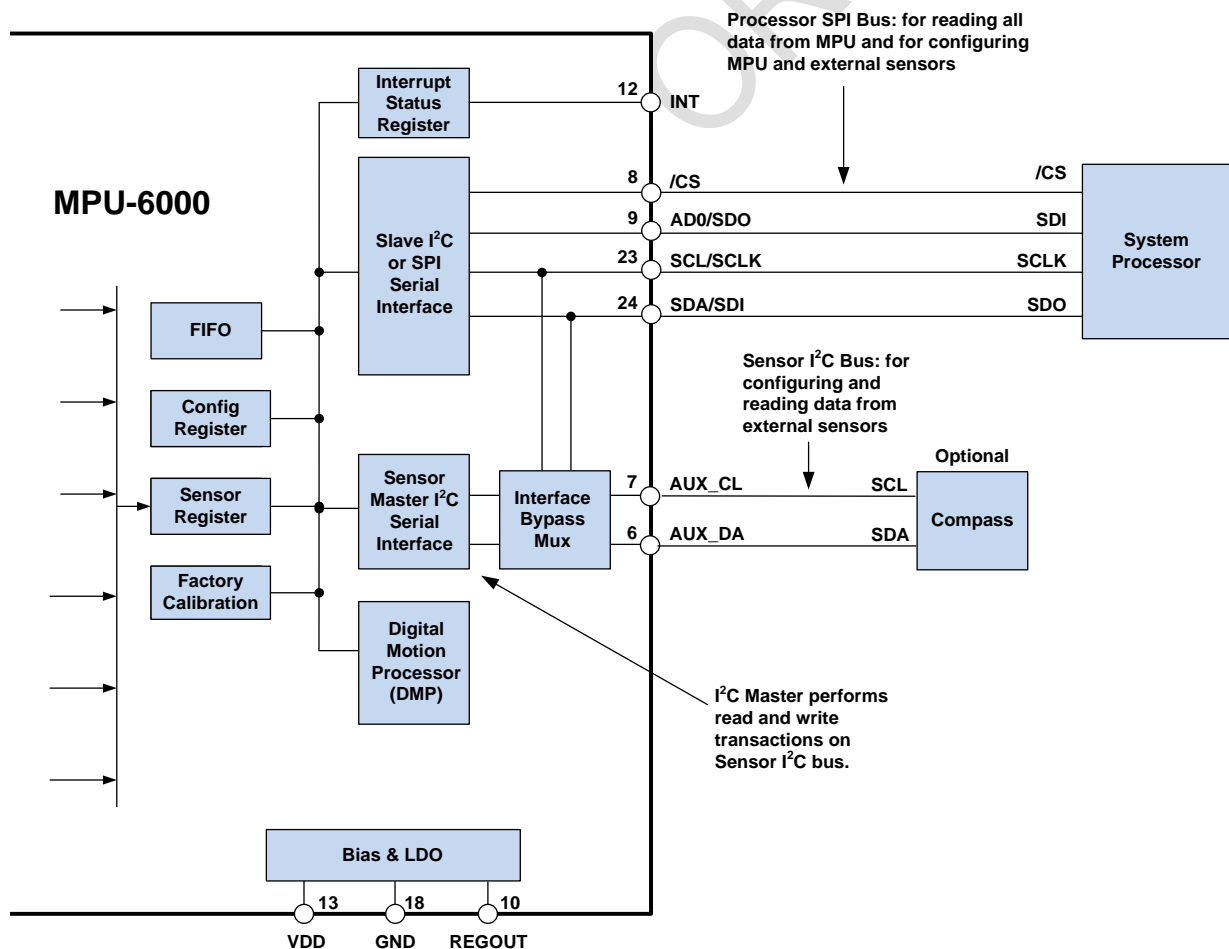 Processor SPI Bus: for reading all
data from MPU and for configuring
MPU and external sensors
Interrupt
Status
Register
12
INT
MPU-6000
Slave I²C
or SPI
Serial
Interface
8
/CS
/CS
9
AD0/SDO
SDI
23
SCL/SCLK
SCLK
24
SDA/SDI
SDO
System
Processor
FIFO
Config
Register
Sensor
Register
Factory
Calibration
Sensor I²C Bus: for
configuring and
reading data from
external sensors
Sensor
Master I²C
Serial
Interface
Interface
Bypass
Mux
7
AUX_CL
SCL
6
AUX_DA
SDA
Optional
Compass
Digital
Motion
Processor
(DMP)
I²C Master performs
read and write
transactions on
Sensor I²C bus.
Bias & LDO
13
18
10
VDD
GND
REGOUT